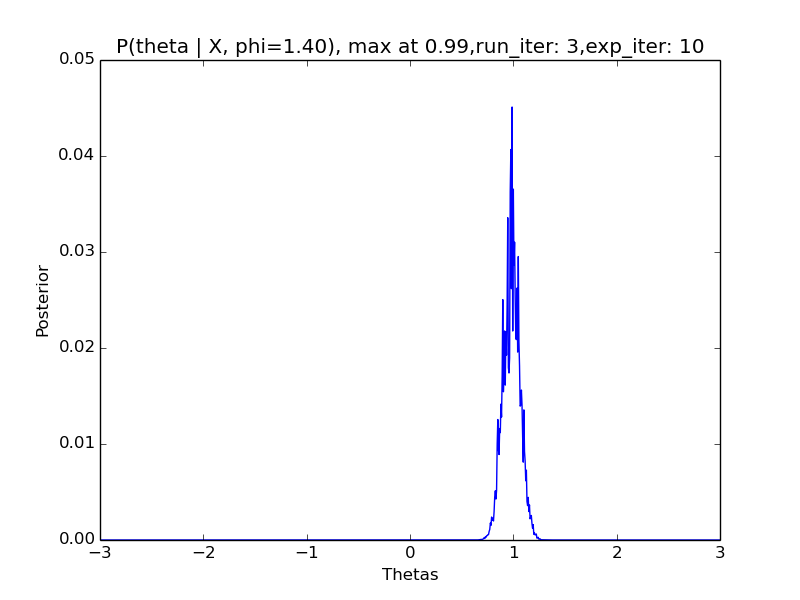 P(theta | X, phi=1.40), max at 0.99,run_iter: 3,exp_iter: 10
0.05
0.04
0.03
0.02
0.01
0.00
Posterior
−3 −2 −1 0 1 2 3
Thetas